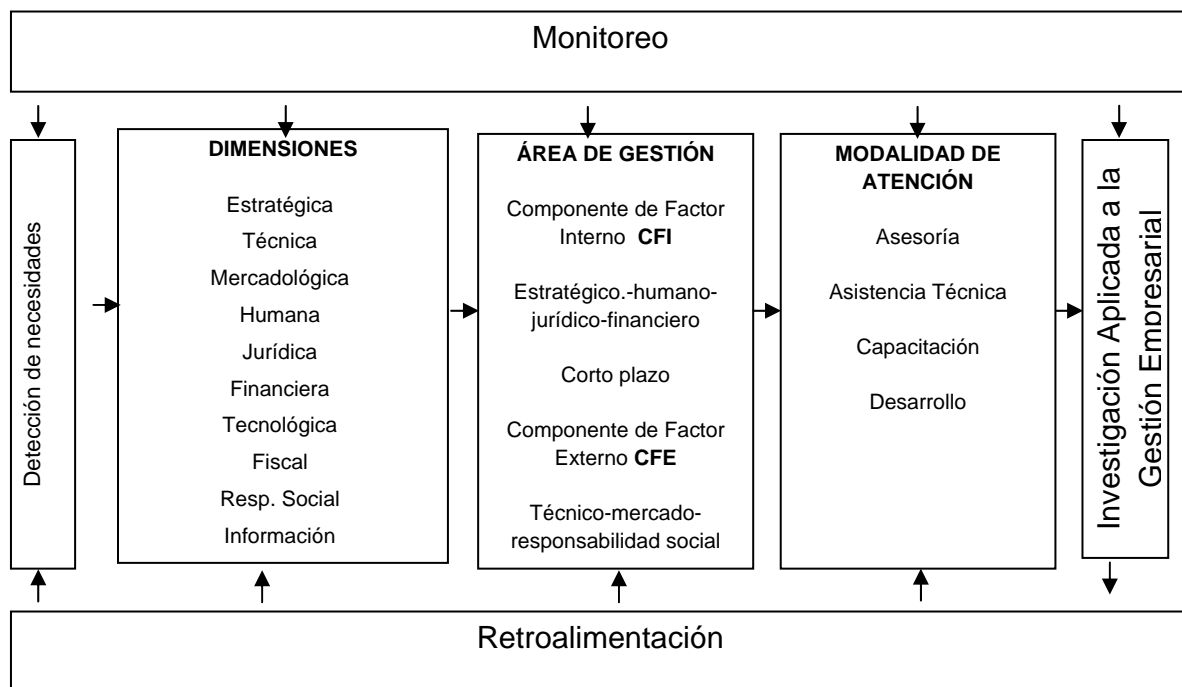 Monitoreo
Detección de necesidades
DIMENSIONES
Estratégica
Técnica
Mercadológica
Humana
Jurídica
Financiera
Tecnológica
Fiscal
Resp. Social
Información
ÁREA DE GESTIÓN
Componente de Factor
Interno CFI
Estratégico.-humano-
jurídico-financiero
Corto plazo
Componente de Factor
Externo CFE
Técnico-mercado-
responsabilidad social
MODALIDAD DE
ATENCIÓN
Asesoría
Asistencia Técnica
Capacitación
Desarrollo
Investigación Aplicada a la
Gestión Empresarial
Retroalimentación